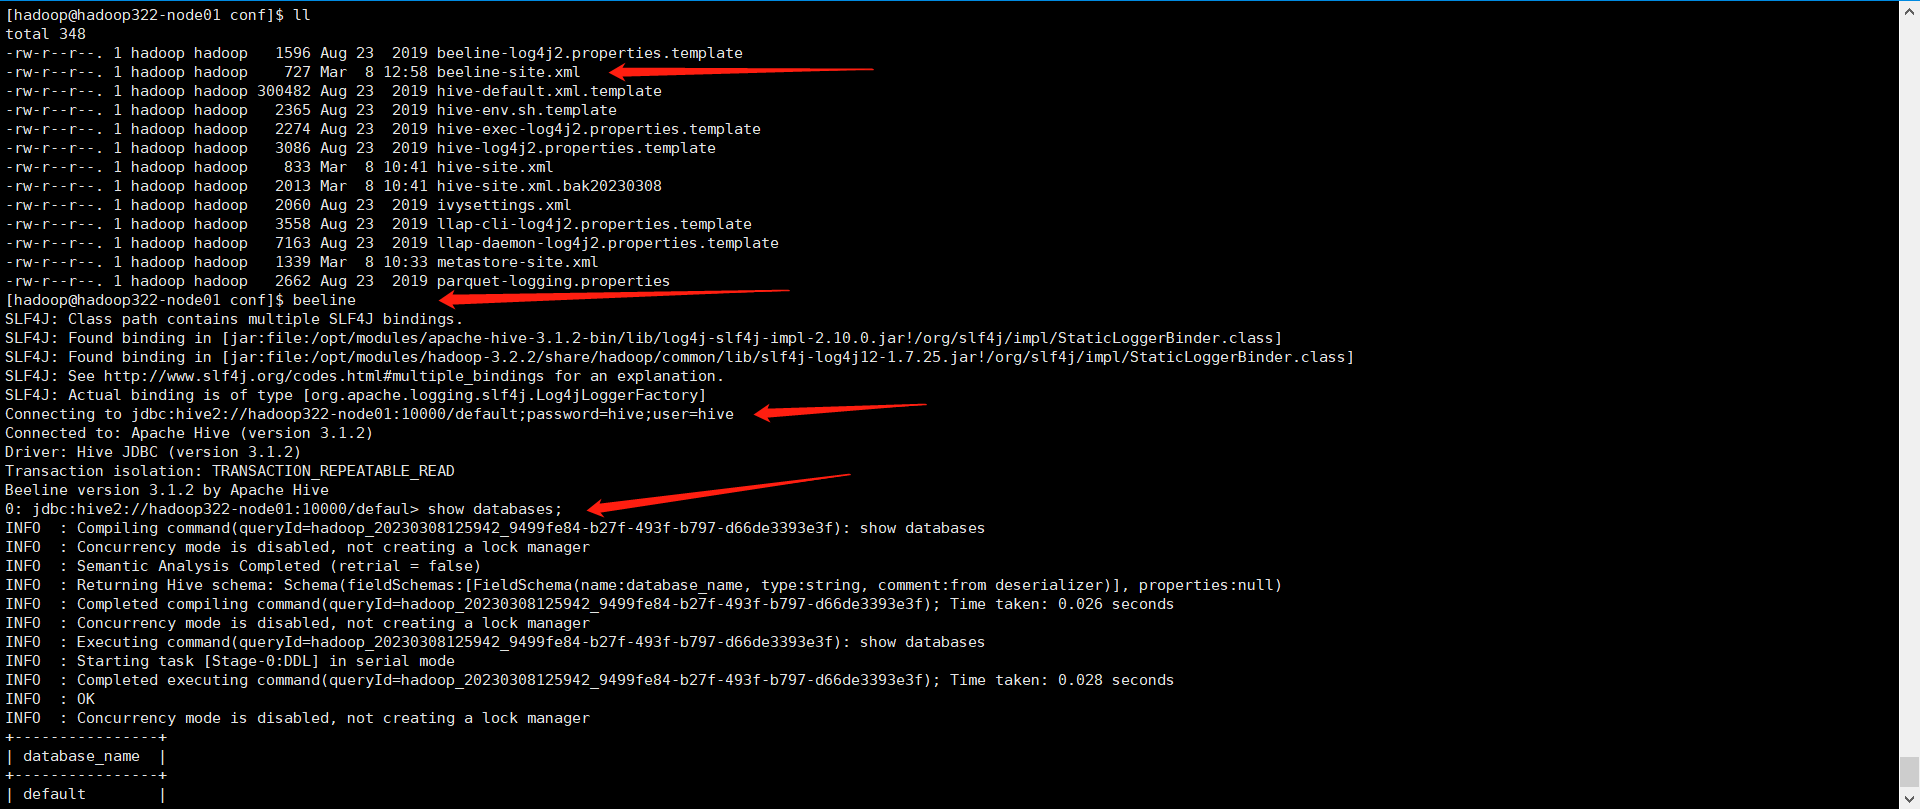 [hadoop@hadoop322-node01 conf]$ ll
total 348
-rw-r--r--. 1 hadoop hadoop   1596 Aug 23  2019 beeline-log4j2.properties.template
-rw-r--r--. 1 hadoop hadoop    727 Mar  8 12:58 beeline-site.xml
-rw-r--r--. 1 hadoop hadoop 300482 Aug 23  2019 hive-default.xml.template
-rw-r--r--. 1 hadoop hadoop   2365 Aug 23  2019 hive-env.sh.template
-rw-r--r--. 1 hadoop hadoop   2274 Aug 23  2019 hive-exec-log4j2.properties.template
-rw-r--r--. 1 hadoop hadoop   3086 Aug 23  2019 hive-log4j2.properties.template
-rw-r--r--. 1 hadoop hadoop    833 Mar  8 10:41 hive-site.xml
-rw-r--r--. 1 hadoop hadoop   2013 Mar  8 10:41 hive-site.xml.bak20230308
-rw-r--r--. 1 hadoop hadoop   2060 Aug 23  2019 ivysettings.xml
-rw-r--r--. 1 hadoop hadoop   3558 Aug 23  2019 llap-cli-log4j2.properties.template
-rw-r--r--. 1 hadoop hadoop   7163 Aug 23  2019 llap-daemon-log4j2.properties.template
-rw-r--r--. 1 hadoop hadoop   1339 Mar  8 10:33 metastore-site.xml
-rw-r--r--. 1 hadoop hadoop   2662 Aug 23  2019 parquet-logging.properties
[hadoop@hadoop322-node01 conf]$ beeline
SLF4J: Class path contains multiple SLF4J bindings.
SLF4J: Found binding in [jar:file:/opt/modules/apache-hive-3.1.2-bin/lib/log4j-slf4j-impl-2.10.0.jar!/org/slf4j/impl/StaticLoggerBinder.class]
SLF4J: Found binding in [jar:file:/opt/modules/hadoop-3.2.2/share/hadoop/common/lib/slf4j-log4j12-1.7.25.jar!/org/slf4j/impl/StaticLoggerBinder.class]
SLF4J: See http://www.slf4j.org/codes.html#multiple_bindings for an explanation.
SLF4J: Actual binding is of type [org.apache.logging.slf4j.Log4jLoggerFactory]
Connecting to jdbc:hive2://hadoop322-node01:10000/default;password=hive;user=hive
Connected to: Apache Hive (version 3.1.2)
Driver: Hive JDBC (version 3.1.2)
Transaction isolation: TRANSACTION_REPEATABLE_READ
Beeline version 3.1.2 by Apache Hive
0: jdbc:hive2://hadoop322-node01:10000/defaul> show databases;
INFO  : Compiling command(queryId=hadoop_20230308125942_9499fe84-b27f-493f-b797-d66de3393e3f): show databases
INFO  : Concurrency mode is disabled, not creating a lock manager
INFO  : Semantic Analysis Completed (retrial = false)
INFO  : Returning Hive schema: Schema(fieldSchemas:[FieldSchema(name:database_name, type:string, comment:from deserializer)], properties:null)
INFO  : Completed compiling command(queryId=hadoop_20230308125942_9499fe84-b27f-493f-b797-d66de3393e3f); Time taken: 0.026 seconds
INFO  : Concurrency mode is disabled, not creating a lock manager
INFO  : Executing command(queryId=hadoop_20230308125942_9499fe84-b27f-493f-b797-d66de3393e3f): show databases
INFO  : Starting task [Stage-0:DDL] in serial mode
INFO  : Completed executing command(queryId=hadoop_20230308125942_9499fe84-b27f-493f-b797-d66de3393e3f); Time taken: 0.028 seconds
INFO  : OK
INFO  : Concurrency mode is disabled, not creating a lock manager
+----------------+
| database_name  |
+----------------+
| default        |